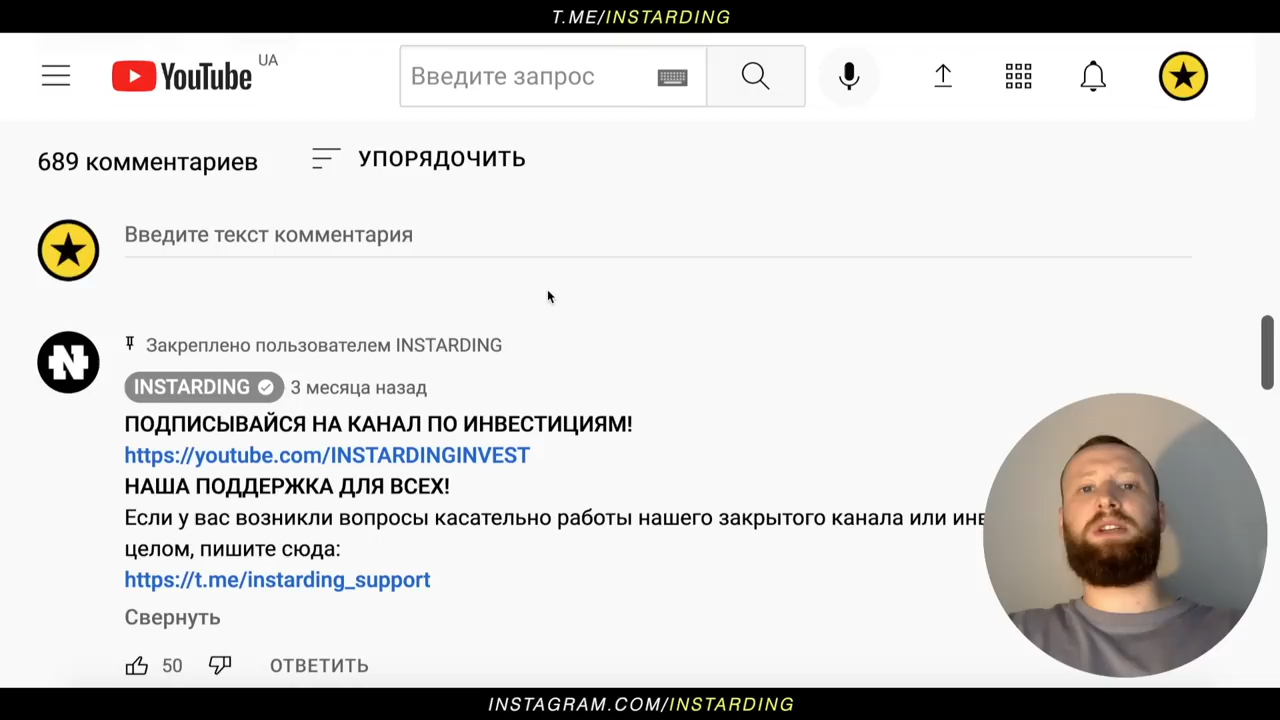 T.ME/INSTARDING
YouTube UA
Введите запрос
689 комментариев
УПОРЯДОЧИТЬ
Введите текст комментария
Закреплено пользователем INSTARDING
INSTARDING 3 месяца назад
ПОДПИСЫВАЙСЯ НА КАНАЛ ПО ИНВЕСТИЦИЯМ!
https://youtube.com/INSTARDINGINVEST
НАША ПОДДЕРЖКА ДЛЯ ВСЕХ!
Если у вас возникли вопросы касательно работы нашего закрытого канала или
целом, пишите сюда:
https://t.me/instarding_support
Свернуть
50
ОТВЕТИТЬ
INSTAGRAM.COM/INSTARDING